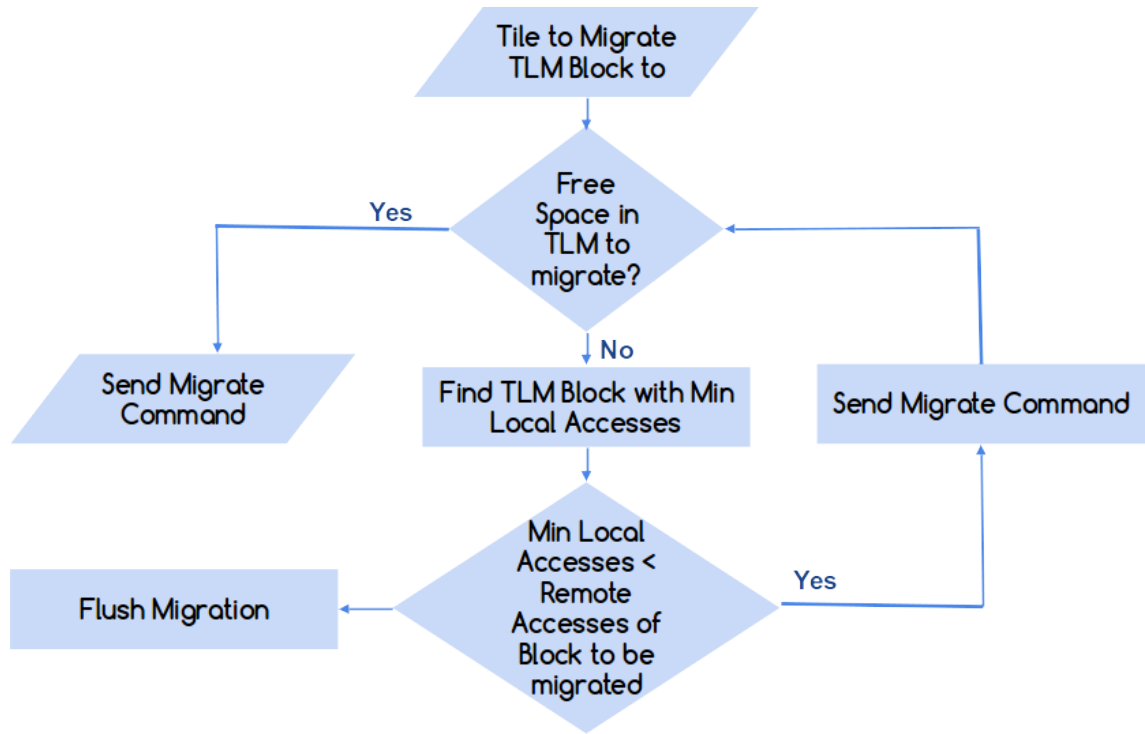 Tile to Migrate
TLM Block to
Free
Space in
TLM to
migrate?
Yes
No
Send Migrate
Command
Find TLM Block with Min
Local Accesses
Send Migrate Command
Min Local
Accesses <
Remote
Accesses of
Block to be
migrated
Yes
Flush Migration